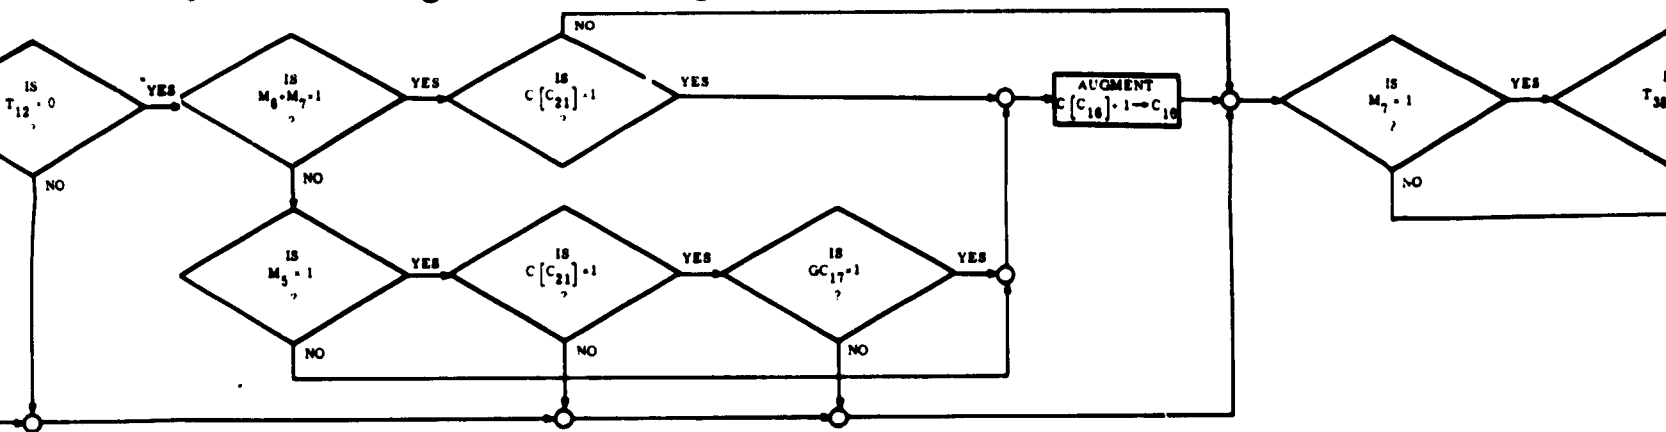 NO
IS
T12 = 0
?
YES
IS
M6+M7=1
?
YES
IS
C[C21]=1
?
YES
AUGMENT
C[C16]+1→C16
IS
M7=1
?
YES
NO
NO
NO
IS
M5=1
?
YES
IS
C[C21]=1
?
YES
IS
GC17=1
?
YES
NO
NO
NO